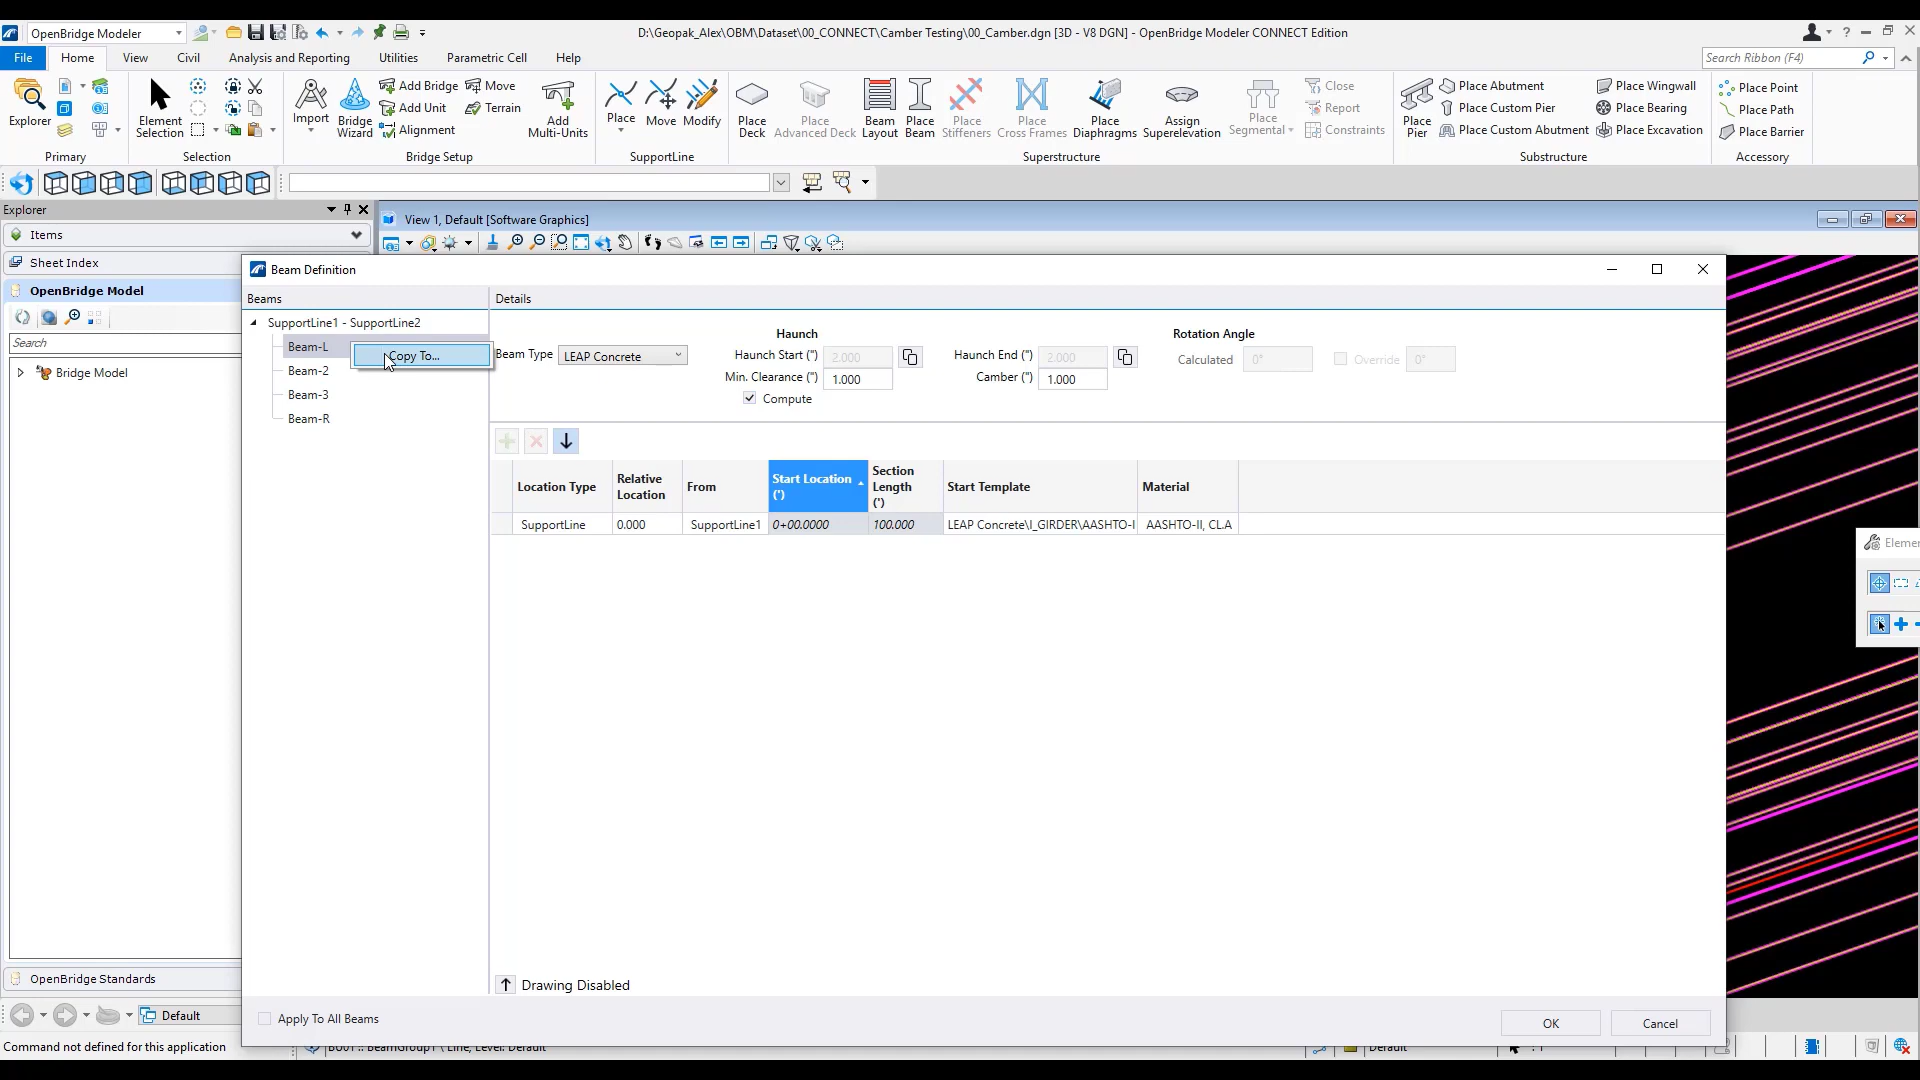 OpenBridge Modeler
D:\Geopak_Alex\OBM\Dataset\00_CONNECT\Camber Testing\00_Camber.dgn [3D - V8 DGN] - OpenBridge Modeler CONNECT Edition
File Home View Civil Analysis and Reporting Utilities Parametric Cell Help
Search Ribbon (F4)
Explorer
Primary
Element Selection
Selection
Import
Bridge Wizard
Add Bridge
Add Unit
Alignment
Move
Terrain
Add Multi-Units
Bridge Setup
Place
Move
Modify
SupportLine
Place Deck
Place Advanced Deck
Beam Layout
Place Beam
Place Stiffeners
Place Cross Frames
Place Diaphragms
Assign Superelevation
Place Segmental
Close
Report
Constraints
Superstructure
Place Pier
Place Abutment
Place Custom Pier
Place Custom Abutment
Place Wingwall
Place Bearing
Place Excavation
Substructure
Place Point
Place Path
Place Barrier
Accessory
Explorer
Items
Sheet Index
OpenBridge Model
Search
Bridge Model
OpenBridge Standards
View 1, Default [Software Graphics]
Beam Definition
Beams
SupportLine1 - SupportLine2
Beam-L
Copy To...
Beam-2
Beam-3
Beam-R
Details
Beam Type LEAP Concrete
Haunch
Haunch Start (") 2.000
Min. Clearance (") 1.000
Compute
Haunch End (") 2.000
Camber (") 1.000
Rotation Angle
Calculated 0° Override 0°
Location Type Relative Location From Start Location (') Section Length (') Start Template Material
SupportLine 0.000 SupportLine1 0+00.0000 100.000 LEAP Concrete\I_GIRDER\AASHTO-I AASHTO-II, CL.A
Drawing Disabled
Apply To All Beams
OK Cancel
Elemen
Default
Command not defined for this application
B001 :: BeamGroup1 \ Line, Level: Default
Default
: 1